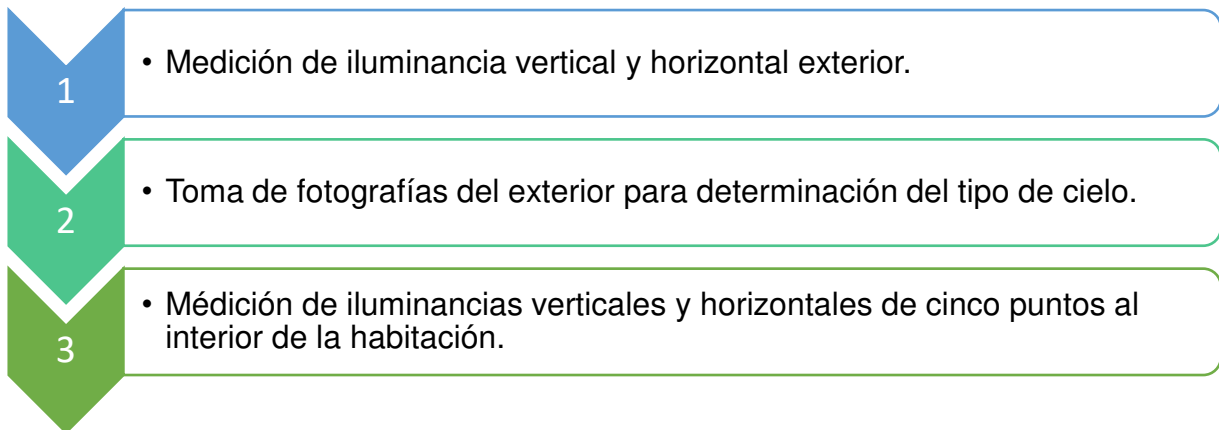 1
• Medición de iluminancia vertical y horizontal exterior.
2
• Toma de fotografías del exterior para determinación del tipo de cielo.
3
• Médición de iluminancias verticales y horizontales de cinco puntos al
interior de la habitación.